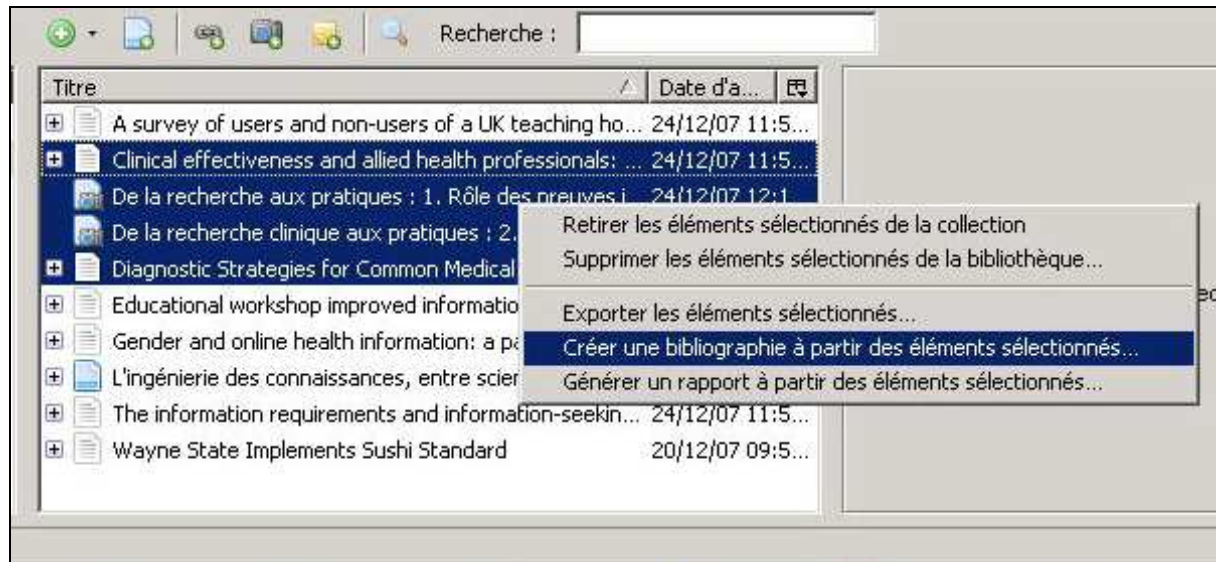 Recherche :
Titre Date d'a...
A survey of users and non-users of a UK teaching ho... 24/12/07 11:5...
Clinical effectiveness and allied health professionals: ... 24/12/07 11:5...
De la recherche aux pratiques : 1. Rôle des preuves i 24/12/07 12:1
De la recherche clinique aux pratiques : 2.
Diagnostic Strategies for Common Medical
Educational workshop improved informatio
Gender and online health information: a pa
L'ingénierie des connaissances, entre scier
The information requirements and information-seekin... 24/12/07 11:5...
Wayne State Implements Sushi Standard 20/12/07 09:5...
Retirer les éléments sélectionnés de la collection
Supprimer les éléments sélectionnés de la bibliothèque...
Exporter les éléments sélectionnés...
Créer une bibliographie à partir des éléments sélectionnés...
Générer un rapport à partir des éléments sélectionnés...